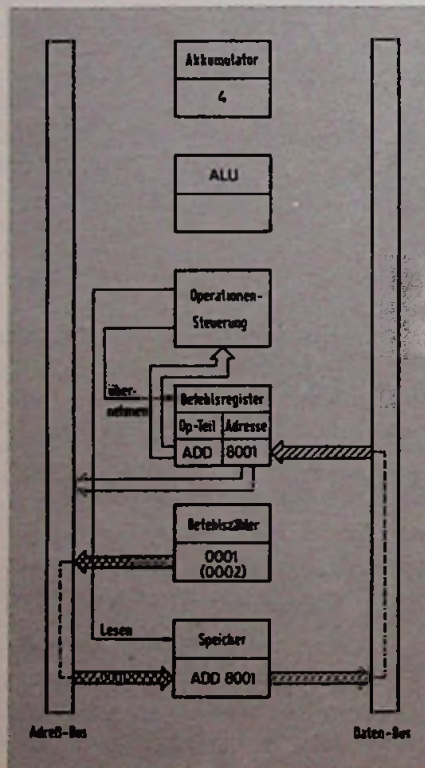 Akkumulator
4
ALU
Operationen-
Steuerung
über-
nehmen
Befehlsregister
Op-Teil Adresse
ADD 8001
Befehlszähler
0001
(0002)
Lesen
Speicher
0001
ADD 8001
Adreß-Bus
Daten-Bus